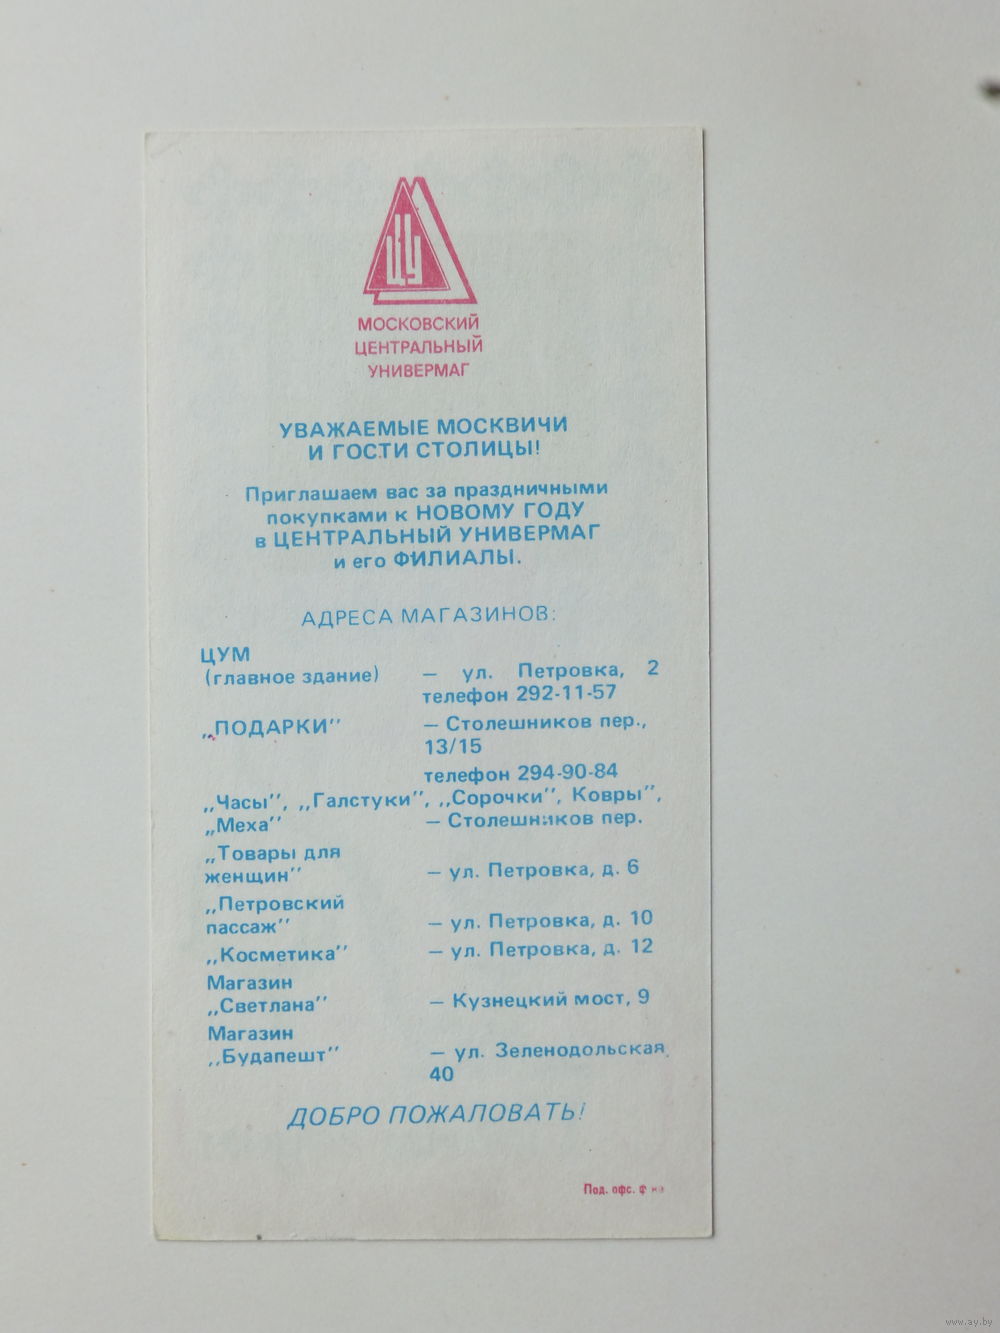 ЦУ
МОСКОВСКИЙ
ЦЕНТРАЛЬНЫЙ
УНИВЕРМАГ
УВАЖАЕМЫЕ МОСКВИЧИ
И ГОСТИ СТОЛИЦЫ!
Приглашаем вас за праздничными
покупками к НОВОМУ ГОДУ
в ЦЕНТРАЛЬНЫЙ УНИВЕРМАГ
и его ФИЛИАЛЫ.
АДРЕСА МАГАЗИНОВ:
ЦУМ
(главное здание) — ул. Петровка, 2
телефон 292-11-57
,,ПОДАРКИ'' — Столешников пер.,
13/15
телефон 294-90-84
,,Часы'', ,,Галстуки'', ,,Сорочки'', Ковры'',
,,Меха'' — Столешников пер.
,,Товары для
женщин'' — ул. Петровка, д. 6
,,Петровский
пассаж'' — ул. Петровка, д. 10
,,Косметика'' — ул. Петровка, д. 12
Магазин
,,Светлана'' — Кузнецкий мост, 9
Магазин
,,Будапешт'' — ул. Зеленодольская,
40
ДОБРО ПОЖАЛОВАТЬ!
Под. офс. ф
www.ay.by